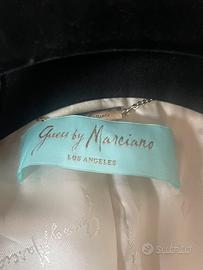 Guess by Marciano
LOS ANGELES
SUBITO